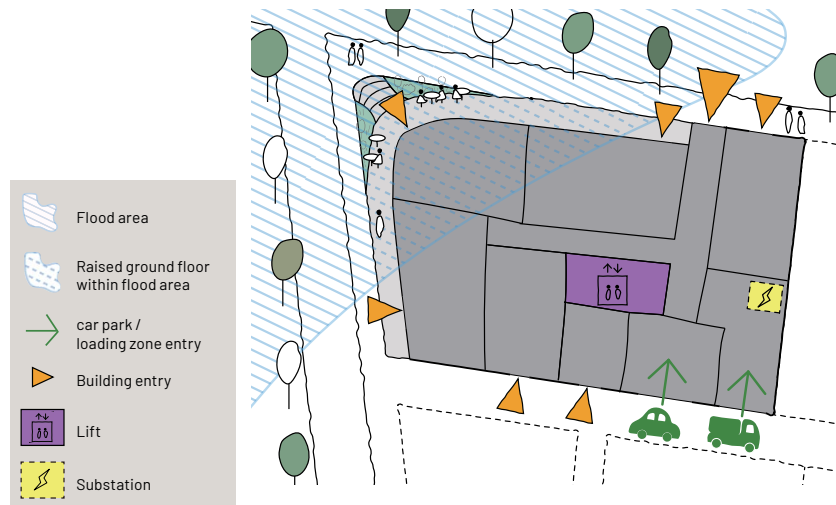 Flood area
Raised ground floor
within flood area
car park /
loading zone entry
Building entry
Lift
Substation